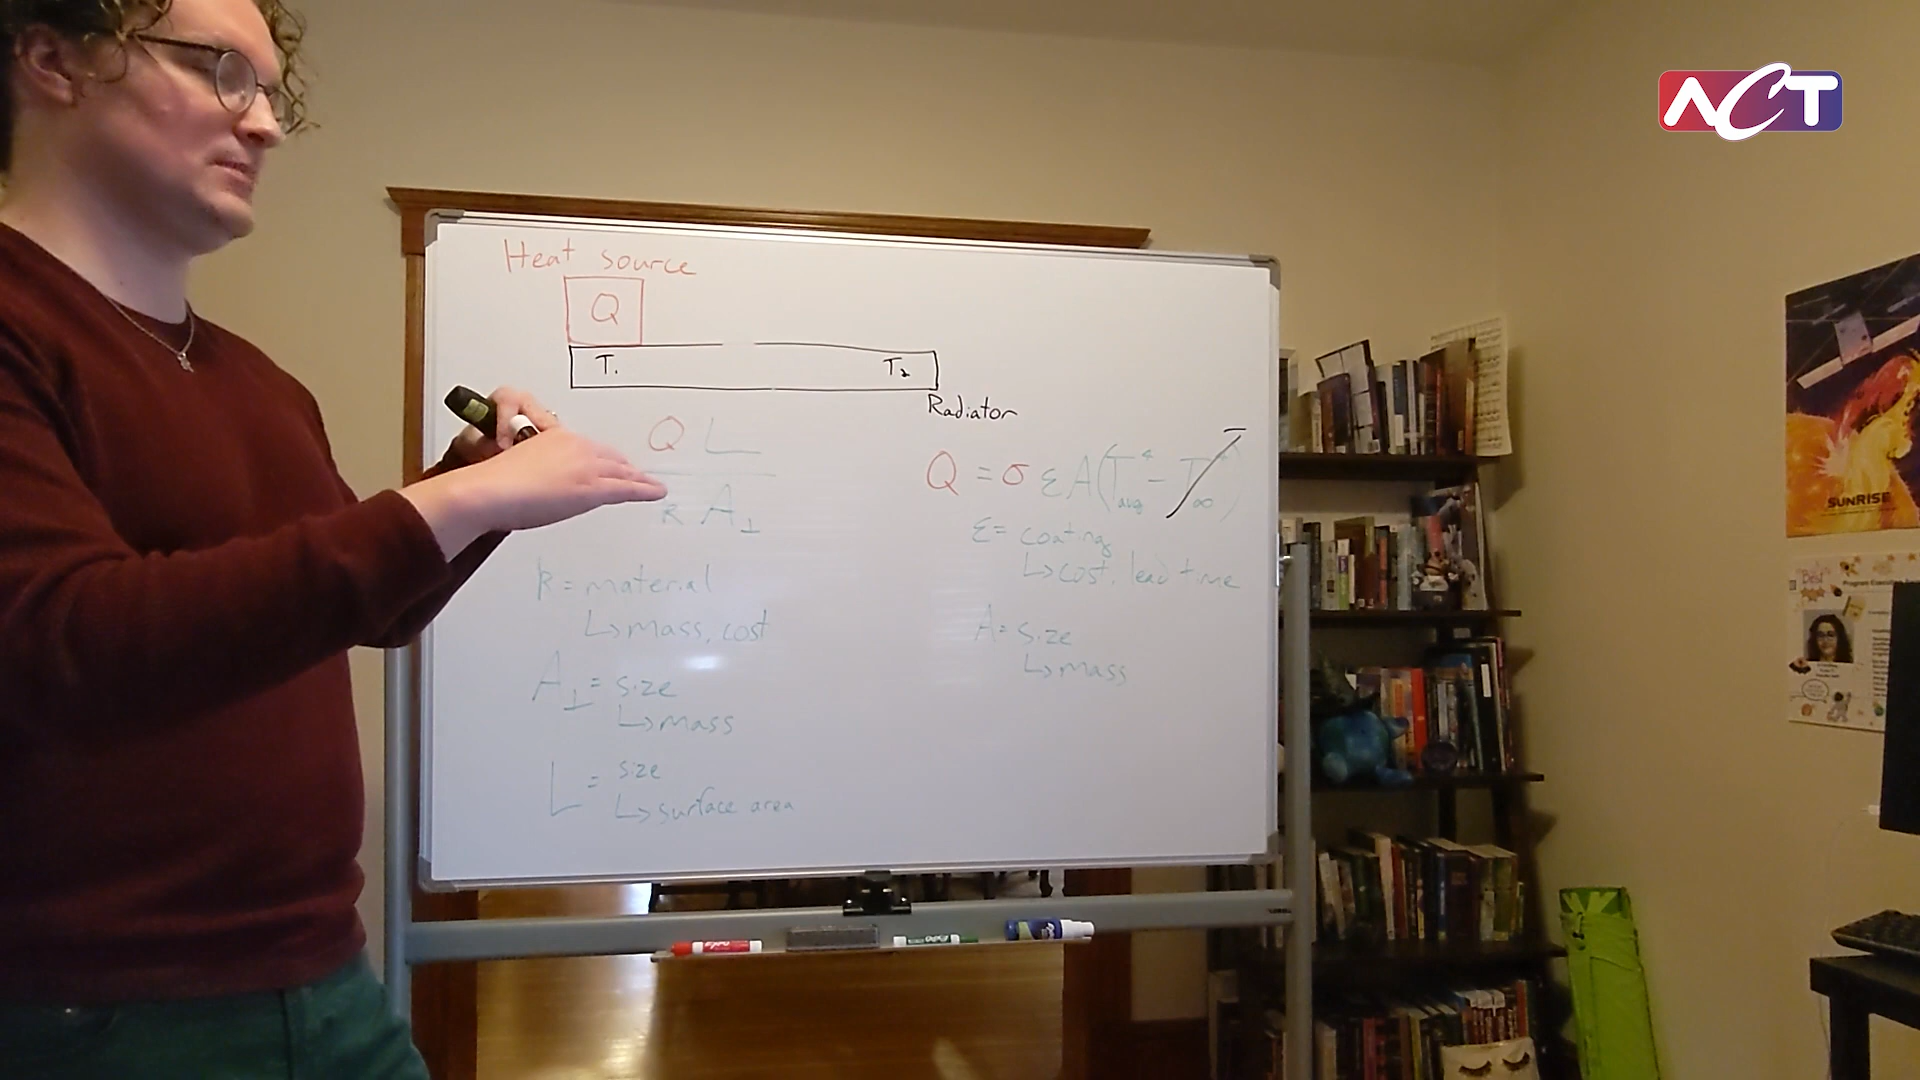 ACT
Heat source
Q
T₁ T₂
Radiator
Q L
k A⊥
Q = σ ε A (T⁴avg - T⁴∞)
ε = coating
↳ cost, lead time
k = material
↳ mass, cost
A = size
↳ mass
A⊥ = size
↳ mass
L = size
↳ surface area
SUNRISE